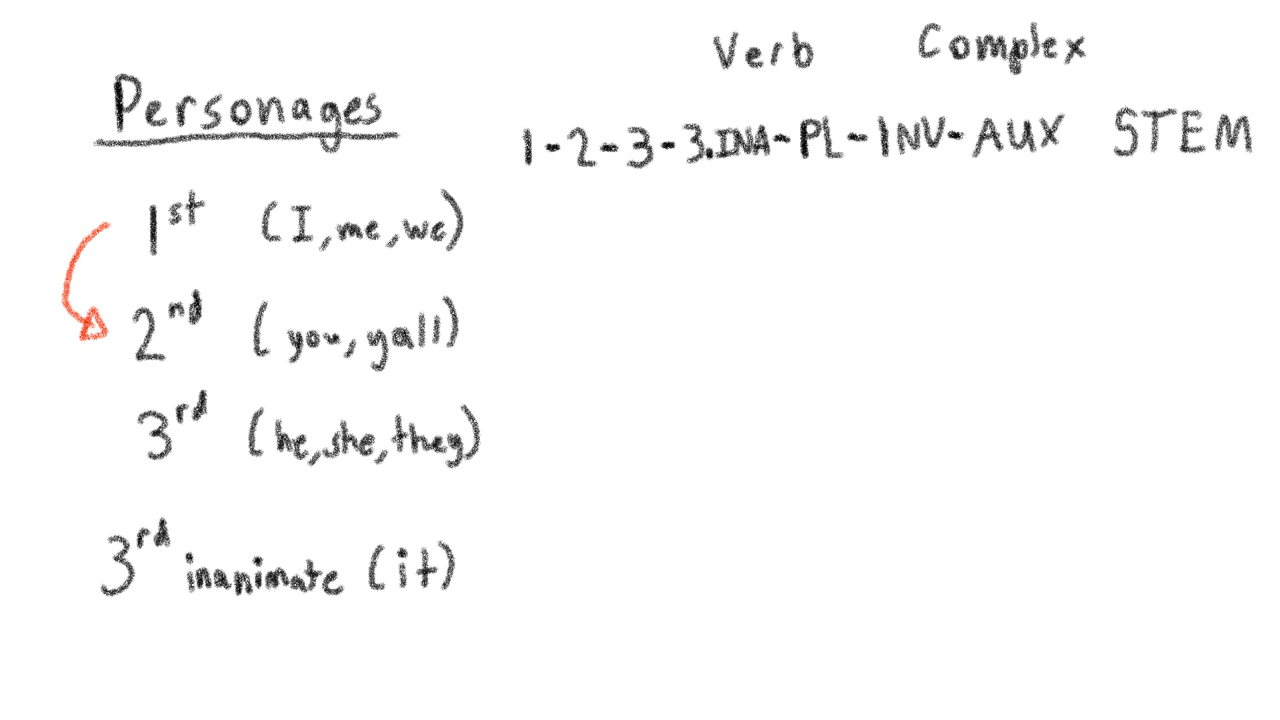 Personages
1st (I, me, we)
2nd (you, yall)
3rd (he, she, they)
3rd inanimate (it)
Verb Complex
1-2-3-3.INA-PL-INV-AUX STEM